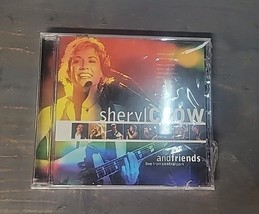 sherylcrow
andfriends
live from central park